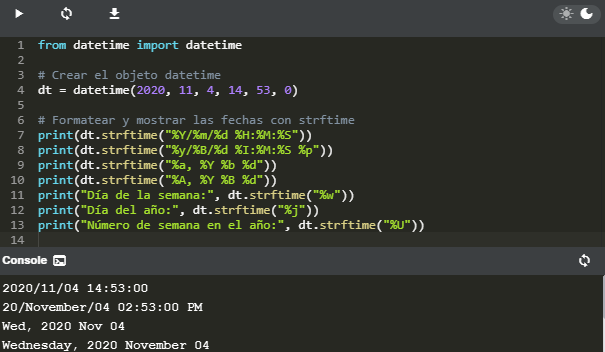 1 from datetime import datetime
2
3 # Crear el objeto datetime
4 dt = datetime(2020, 11, 4, 14, 53, 0)
5
6 # Formatear y mostrar las fechas con strftime
7 print(dt.strftime("%Y/%m/%d %H:%M:%S"))
8 print(dt.strftime("%y/%B/%d %I:%M:%S %p"))
9 print(dt.strftime("%a, %Y %b %d"))
10 print(dt.strftime("%A, %Y %B %d"))
11 print("Día de la semana:", dt.strftime("%w"))
12 print("Día del año:", dt.strftime("%j"))
13 print("Número de semana en el año:", dt.strftime("%U"))
14
Console
2020/11/04 14:53:00
20/November/04 02:53:00 PM
Wed, 2020 Nov 04
Wednesday, 2020 November 04